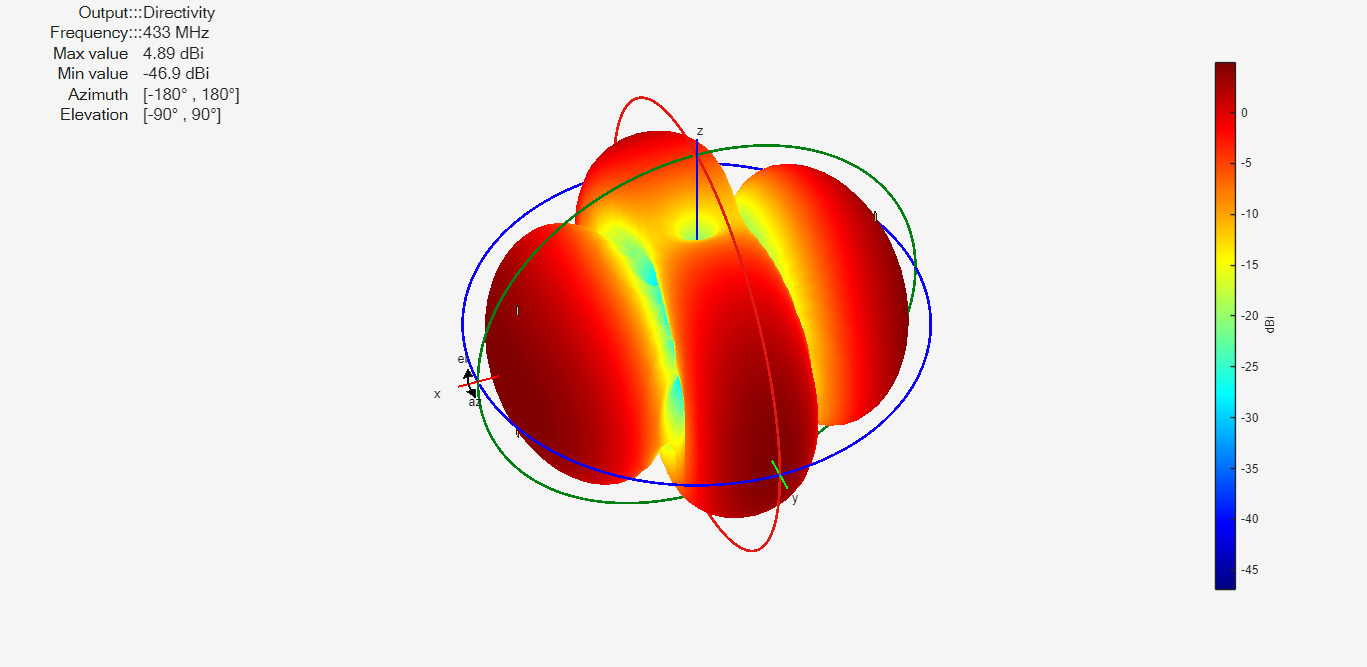 Output:::Directivity
Frequency:::433 MHz
Max value 4.89 dBi
Min value -46.9 dBi
Azimuth [-180° , 180°]
Elevation [-90° , 90°]
z
el
x
az
y
0
-5
-10
-15
-20
-25
-30
-35
-40
-45
dBi